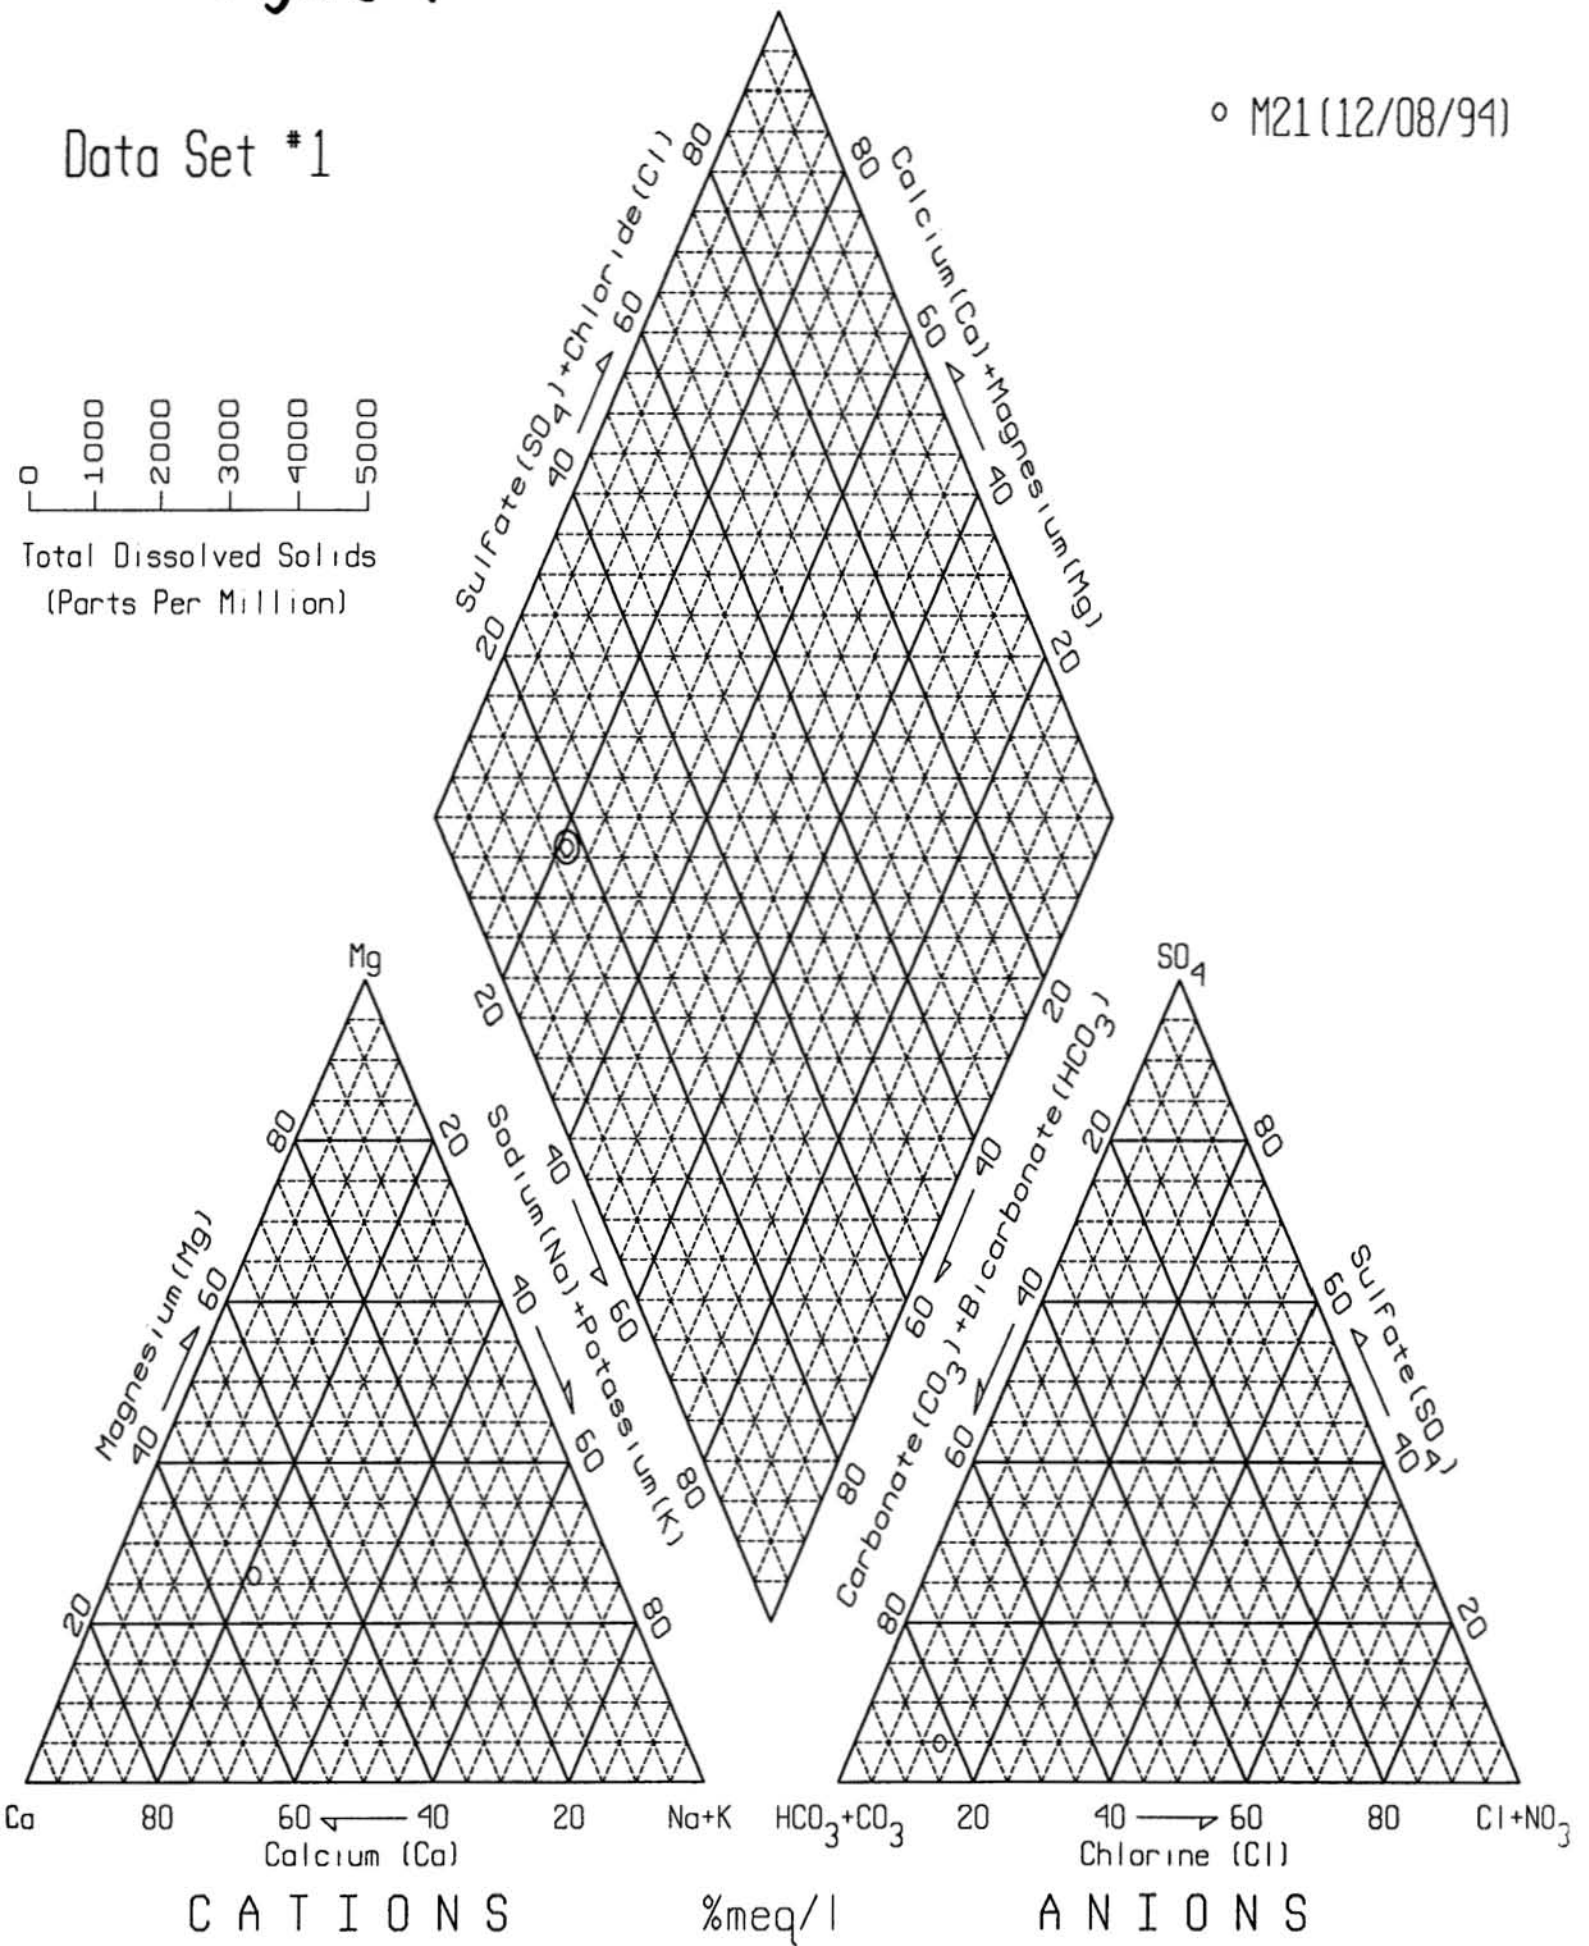 Data Set #1
o M21(12/08/94)
80
80
Sulfate(SO4)+Chloride(Cl)
Calcium(Ca)+Magnesium(Mg)
60
60
40
40
20
20
0
1000
2000
3000
4000
5000
Total Dissolved Solids
(Parts Per Million)
Mg
SO4
20
20
Sodium(Na)+Potassium(K)
Carbonate(CO3)+Bicarbonate(HCO3)
40
40
60
60
80
80
Magnesium(Mg)
80
60
40
20
20
40
60
80
Sulfate(SO4)
20
40
60
80
80
60
40
20
Ca 80 60 40 20 Na+K
HCO3+CO3 20 40 60 80 Cl+NO3
Calcium (Ca)
Chlorine (Cl)
CATIONS %meq/l ANIONS